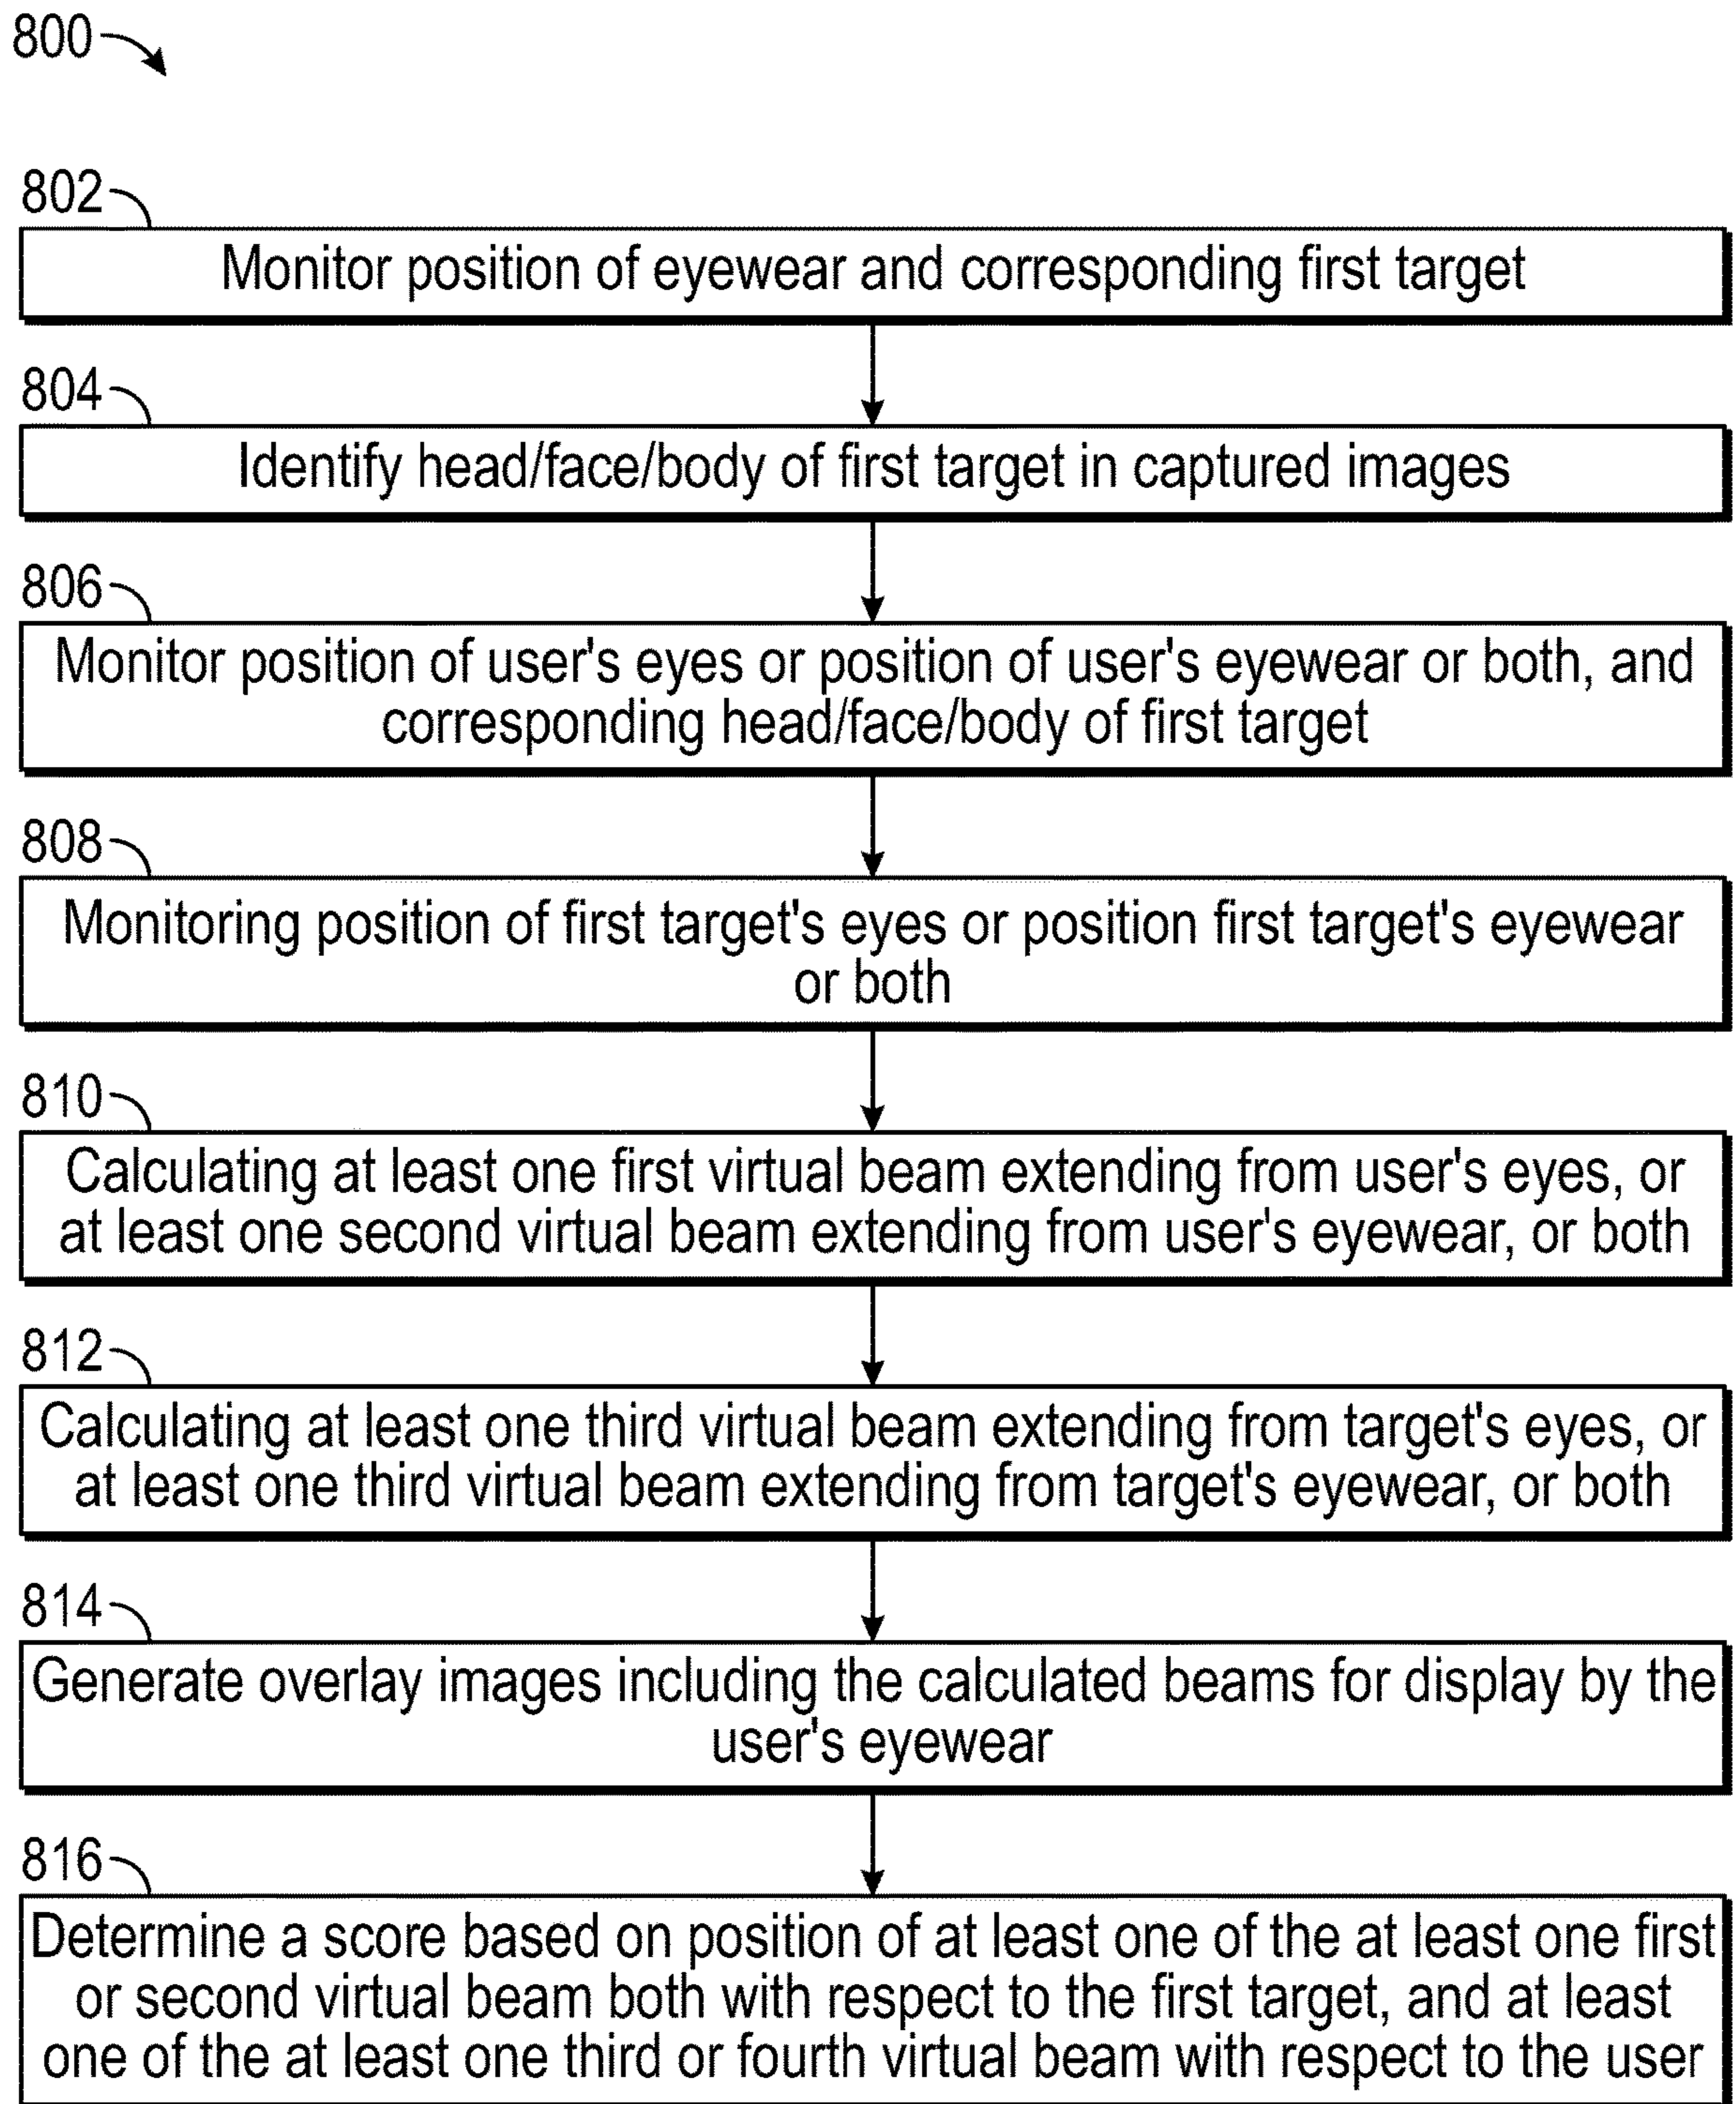 800
802
Monitor position of eyewear and corresponding first target
804
Identify head/face/body of first target in captured images
806
Monitor position of user's eyes or position of user's eyewear or both, and
corresponding head/face/body of first target
808
Monitoring position of first target's eyes or position first target's eyewear
or both
810
Calculating at least one first virtual beam extending from user's eyes, or
at least one second virtual beam extending from user's eyewear, or both
812
Calculating at least one third virtual beam extending from target's eyes, or
at least one third virtual beam extending from target's eyewear, or both
814
Generate overlay images including the calculated beams for display by the
user's eyewear
816
Determine a score based on position of at least one of the at least one first
or second virtual beam both with respect to the first target, and at least
one of the at least one third or fourth virtual beam with respect to the user